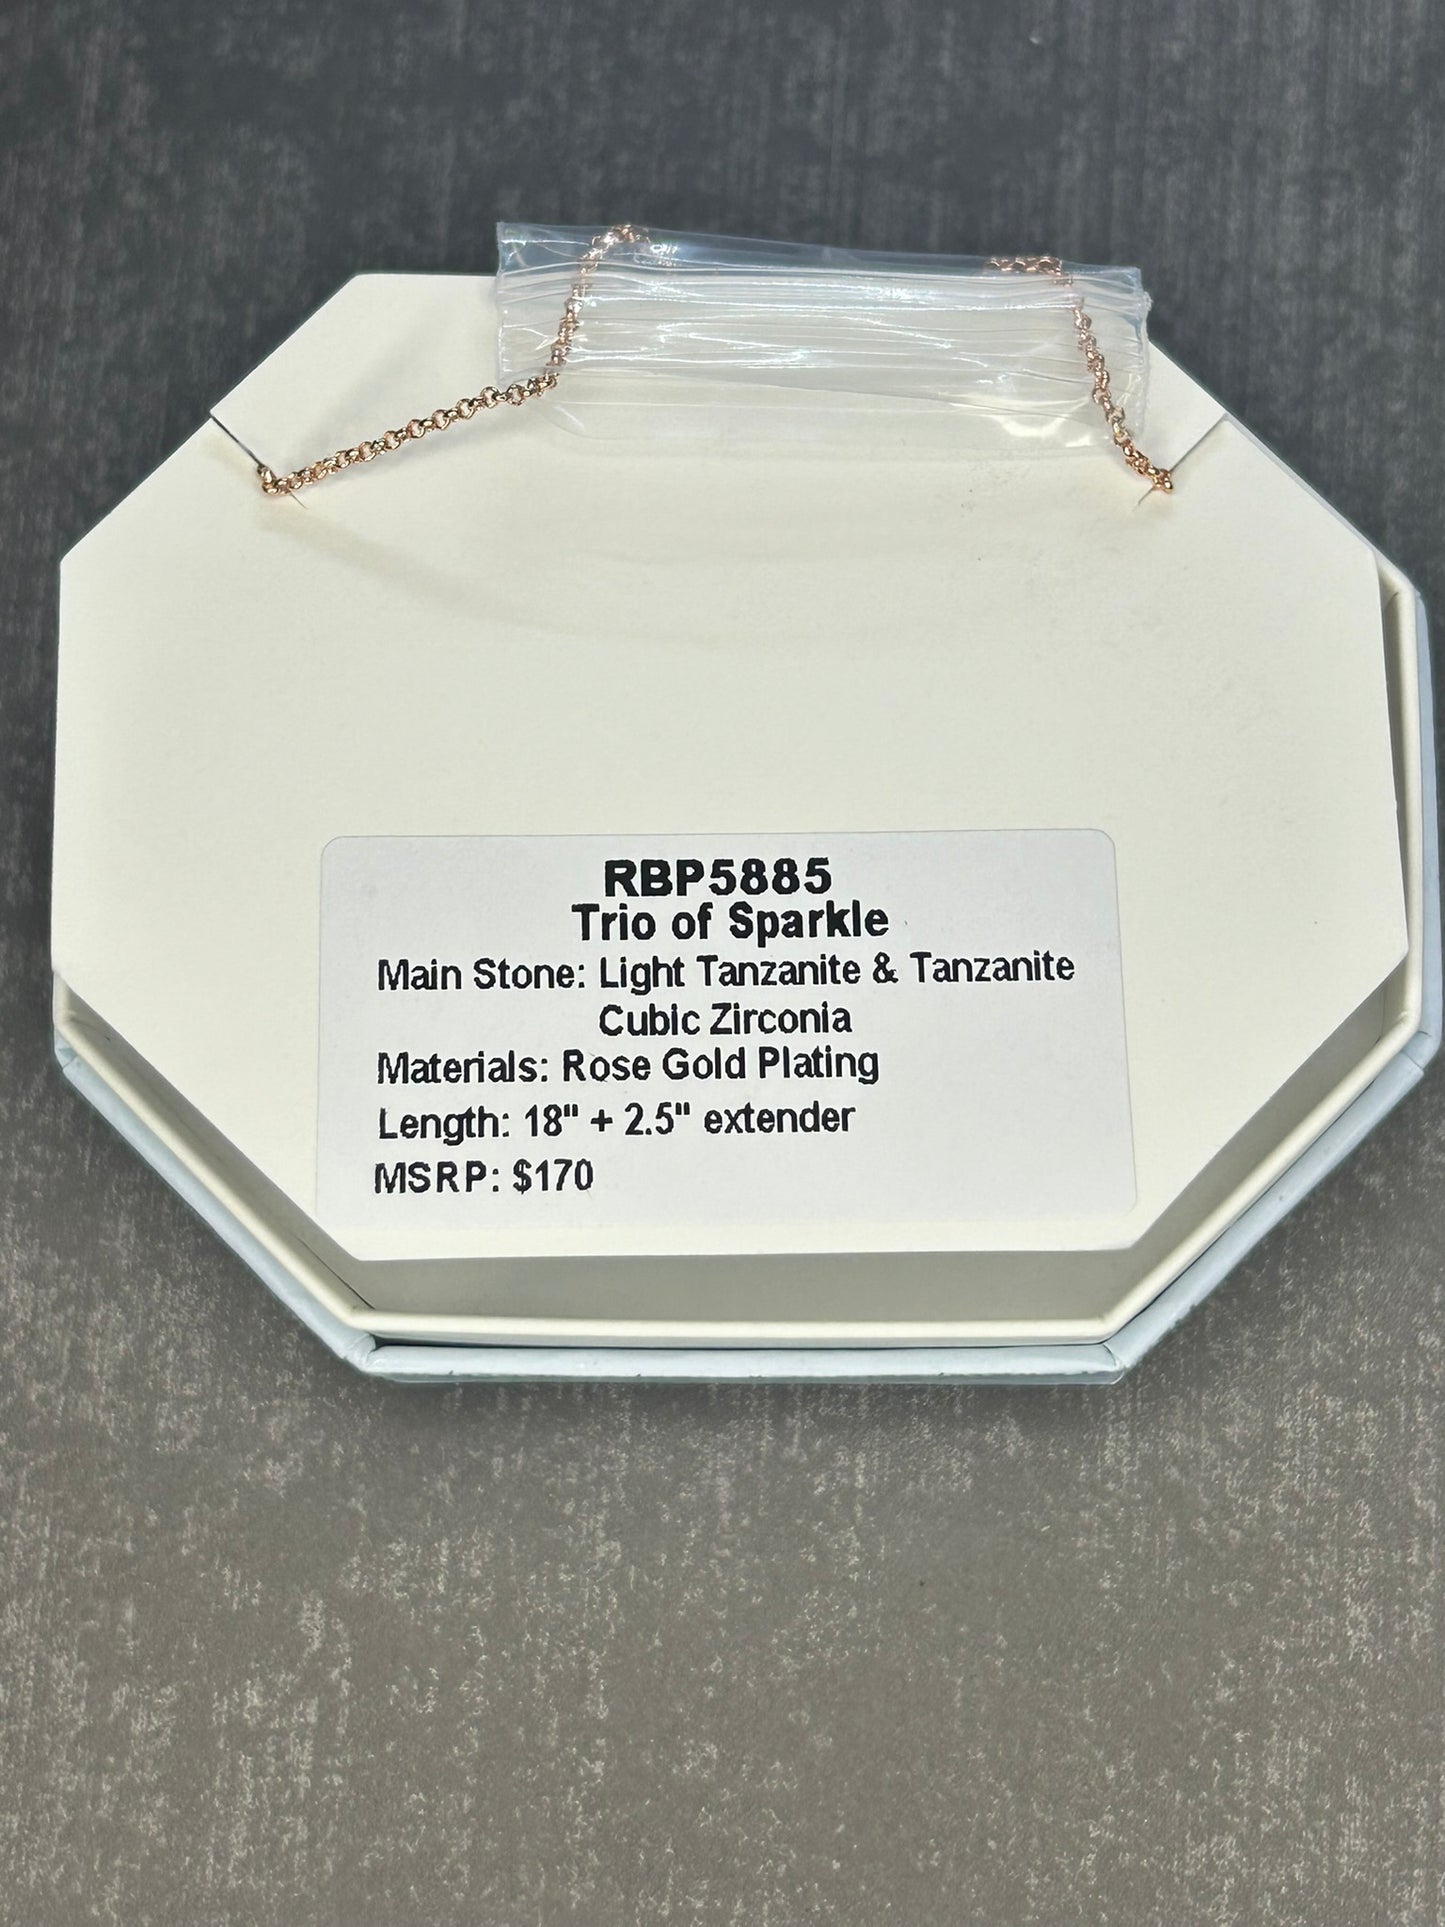 RBP5885
Trio of Sparkle
Main Stone: Light Tanzanite & Tanzanite
Cubic Zirconia
Materials: Rose Gold Plating
Length: 18" + 2.5" extender
MSRP: $170